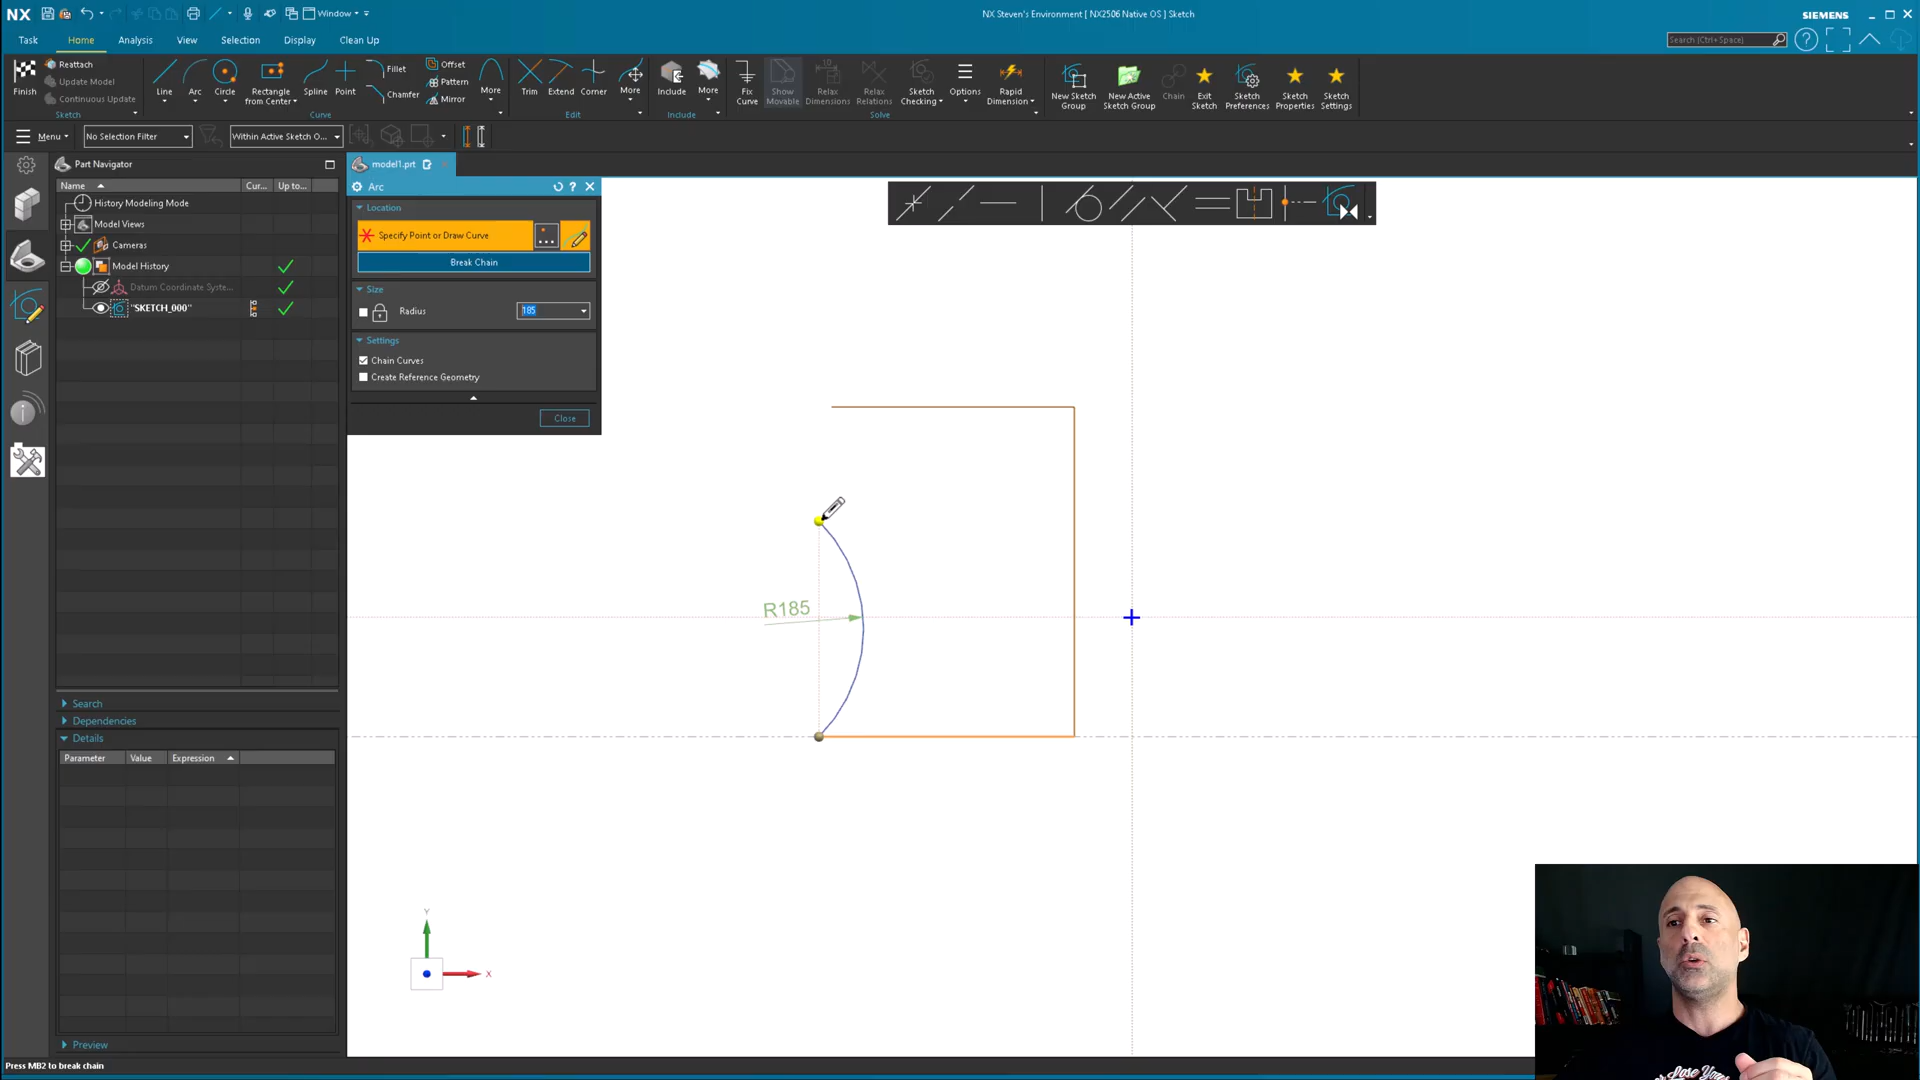 NX
Window
NX Steven's Environment [ NX2506 Native OS ] Sketch
SIEMENS
Task
Home
Analysis
View
Selection
Display
Clean Up
Search (Ctrl+Space)
Finish
Reattach
Update Model
Continuous Update
Sketch
Line
Arc
Circle
Rectangle
from Center
Spline
Point
Fillet
Chamfer
Offset
Pattern
Mirror
More
Curve
Trim
Extend
Corner
More
Edit
Include
More
Include
Fix
Curve
Show
Movable
Relax
Dimensions
Relax
Relations
Sketch
Checking
Options
Rapid
Dimension
Solve
New Sketch
Group
New Active
Sketch Group
Chain
Exit
Sketch
Sketch
Preferences
Sketch
Properties
Sketch
Settings
Menu
No Selection Filter
Within Active Sketch O...
Part Navigator
Name
Cur...
Up to...
History Modeling Mode
Model Views
Cameras
Model History
Datum Coordinate Syste...
"SKETCH_000"
Search
Dependencies
Details
Parameter
Value
Expression
Preview
model1.prt
Arc
Location
Specify Point or Draw Curve
Break Chain
Size
Radius
185
Settings
Chain Curves
Create Reference Geometry
Close
R185
Y
X
Press MB2 to break chain
Lose You